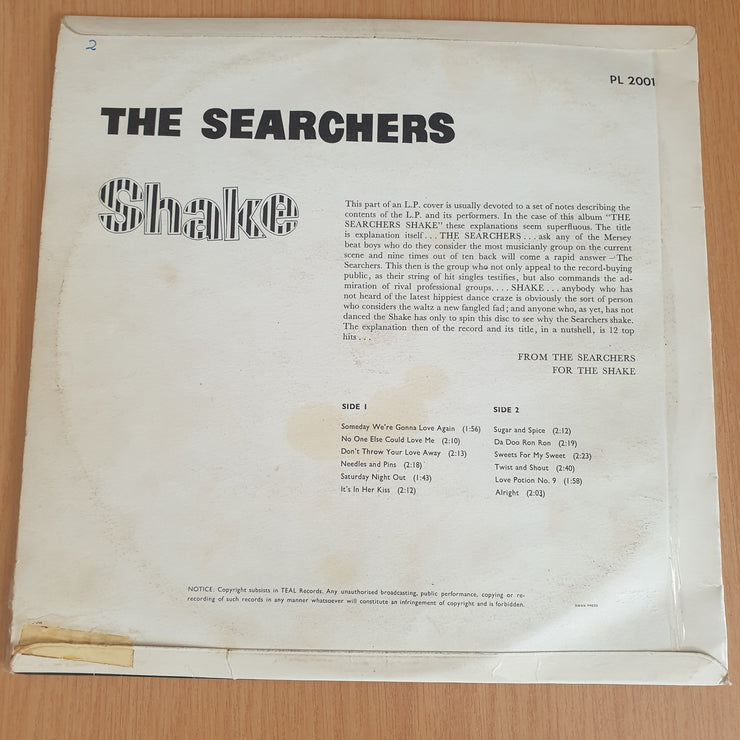 2
PL 2001
THE SEARCHERS
Shake
This part of an L.P. cover is usually devoted to a set of notes describing the
contents of the L.P. and its performers. In the case of this album "THE
SEARCHERS SHAKE" these explanations seem superfluous. The title
is explanation itself . . . THE SEARCHERS . . . ask any of the Mersey
beat boys who do they consider the most musicianly group on the current
scene and nine times out of ten back will come a rapid answer—The
Searchers. This then is the group who not only appeal to the record-buying
public, as their string of hit singles testifies, but also commands the ad-
miration of rival professional groups. . . . SHAKE . . . anybody who has
not heard of the latest hippiest dance craze is obviously the sort of person
who considers the waltz a new fangled fad; and anyone who, as yet, has not
danced the Shake has only to spin this disc to see why the Searchers shake.
The explanation then of the record and its title, in a nutshell, is 12 top
hits . . .
FROM THE SEARCHERS
FOR THE SHAKE
SIDE 1
Someday We're Gonna Love Again (1:56)
No One Else Could Love Me (2:10)
Don't Throw Your Love Away (2:13)
Needles and Pins (2:18)
Saturday Night Out (1:43)
It's In Her Kiss (2:12)
SIDE 2
Sugar and Spice (2:12)
Da Doo Ron Ron (2:19)
Sweets For My Sweet (2:23)
Twist and Shout (2:40)
Love Potion No. 9 (1:58)
Alright (2:03)
NOTICE: Copyright subsists in TEAL Records. Any unauthorised broadcasting, public performance, copying or re-
recording of such records in any manner whatsoever will constitute an infringement of copyright and is forbidden.
SWAN PRESS